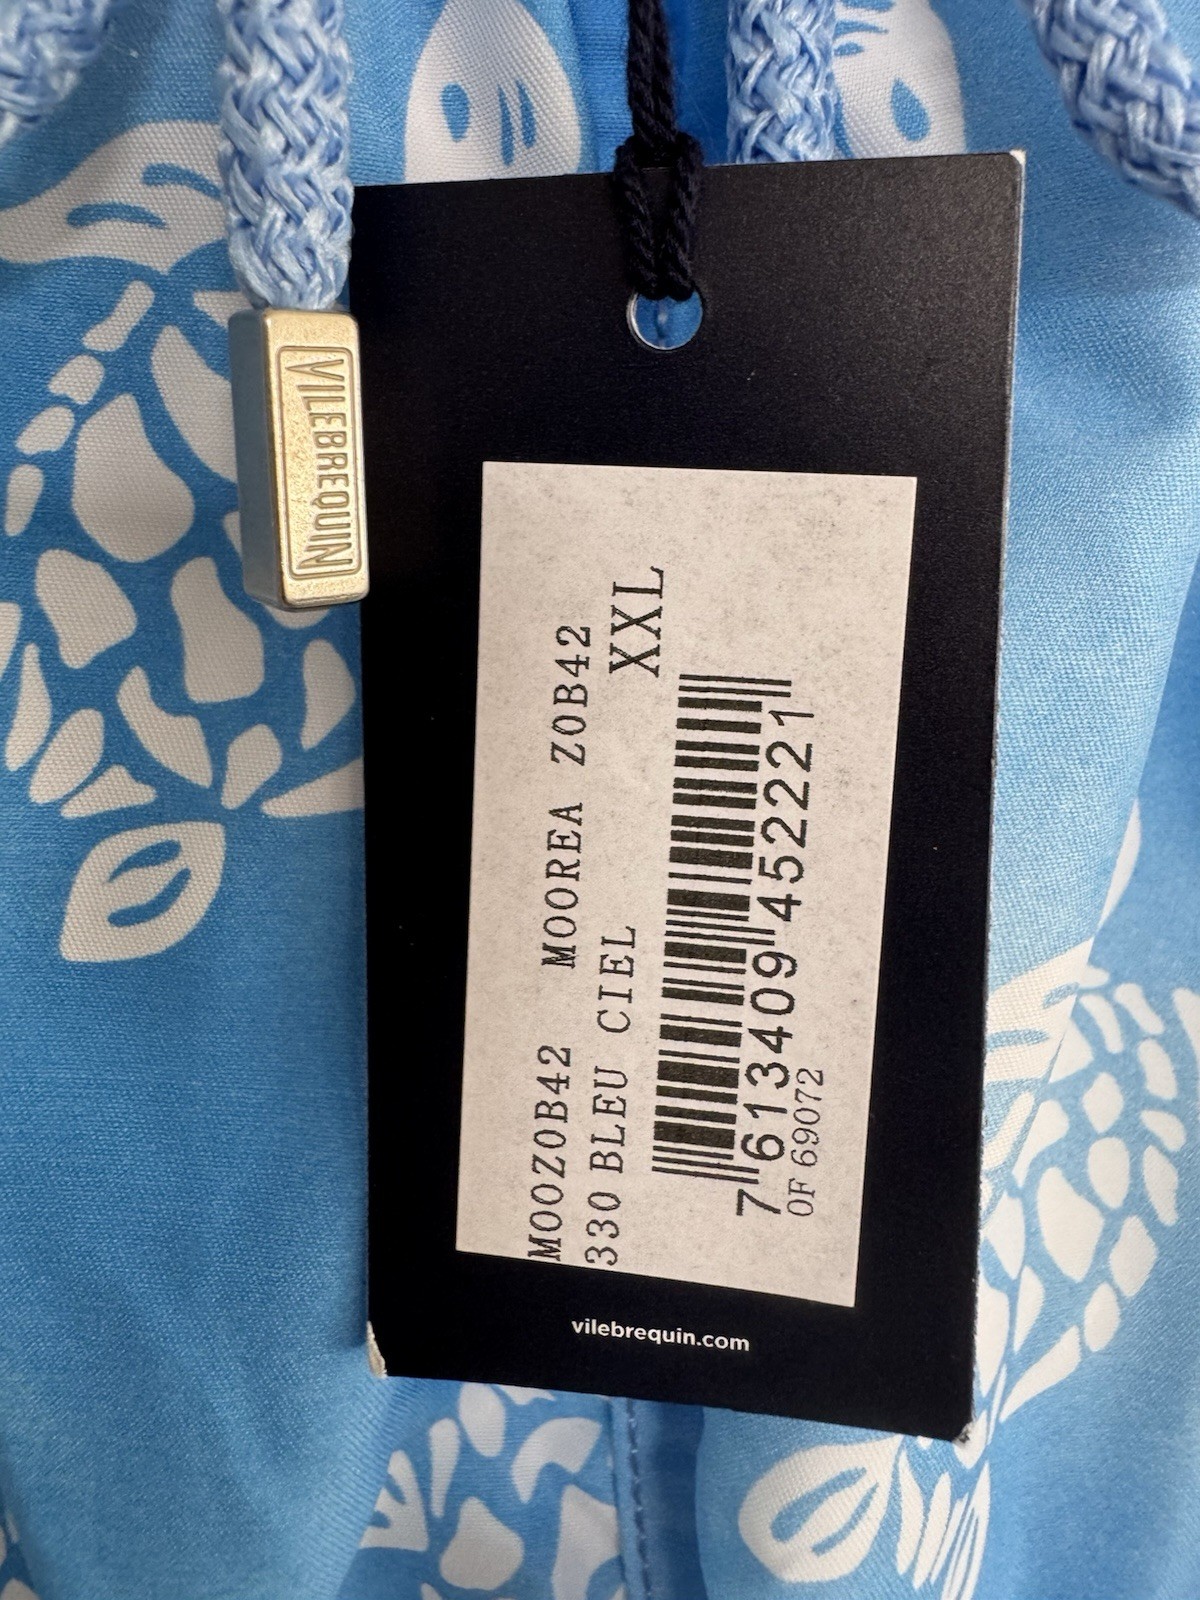 VILEBREQUIN
MOOZ0B42 MOOREA Z0B42
330 BLEU CIEL XXL
7 613409 452221
OF 69072
vilebrequin.com